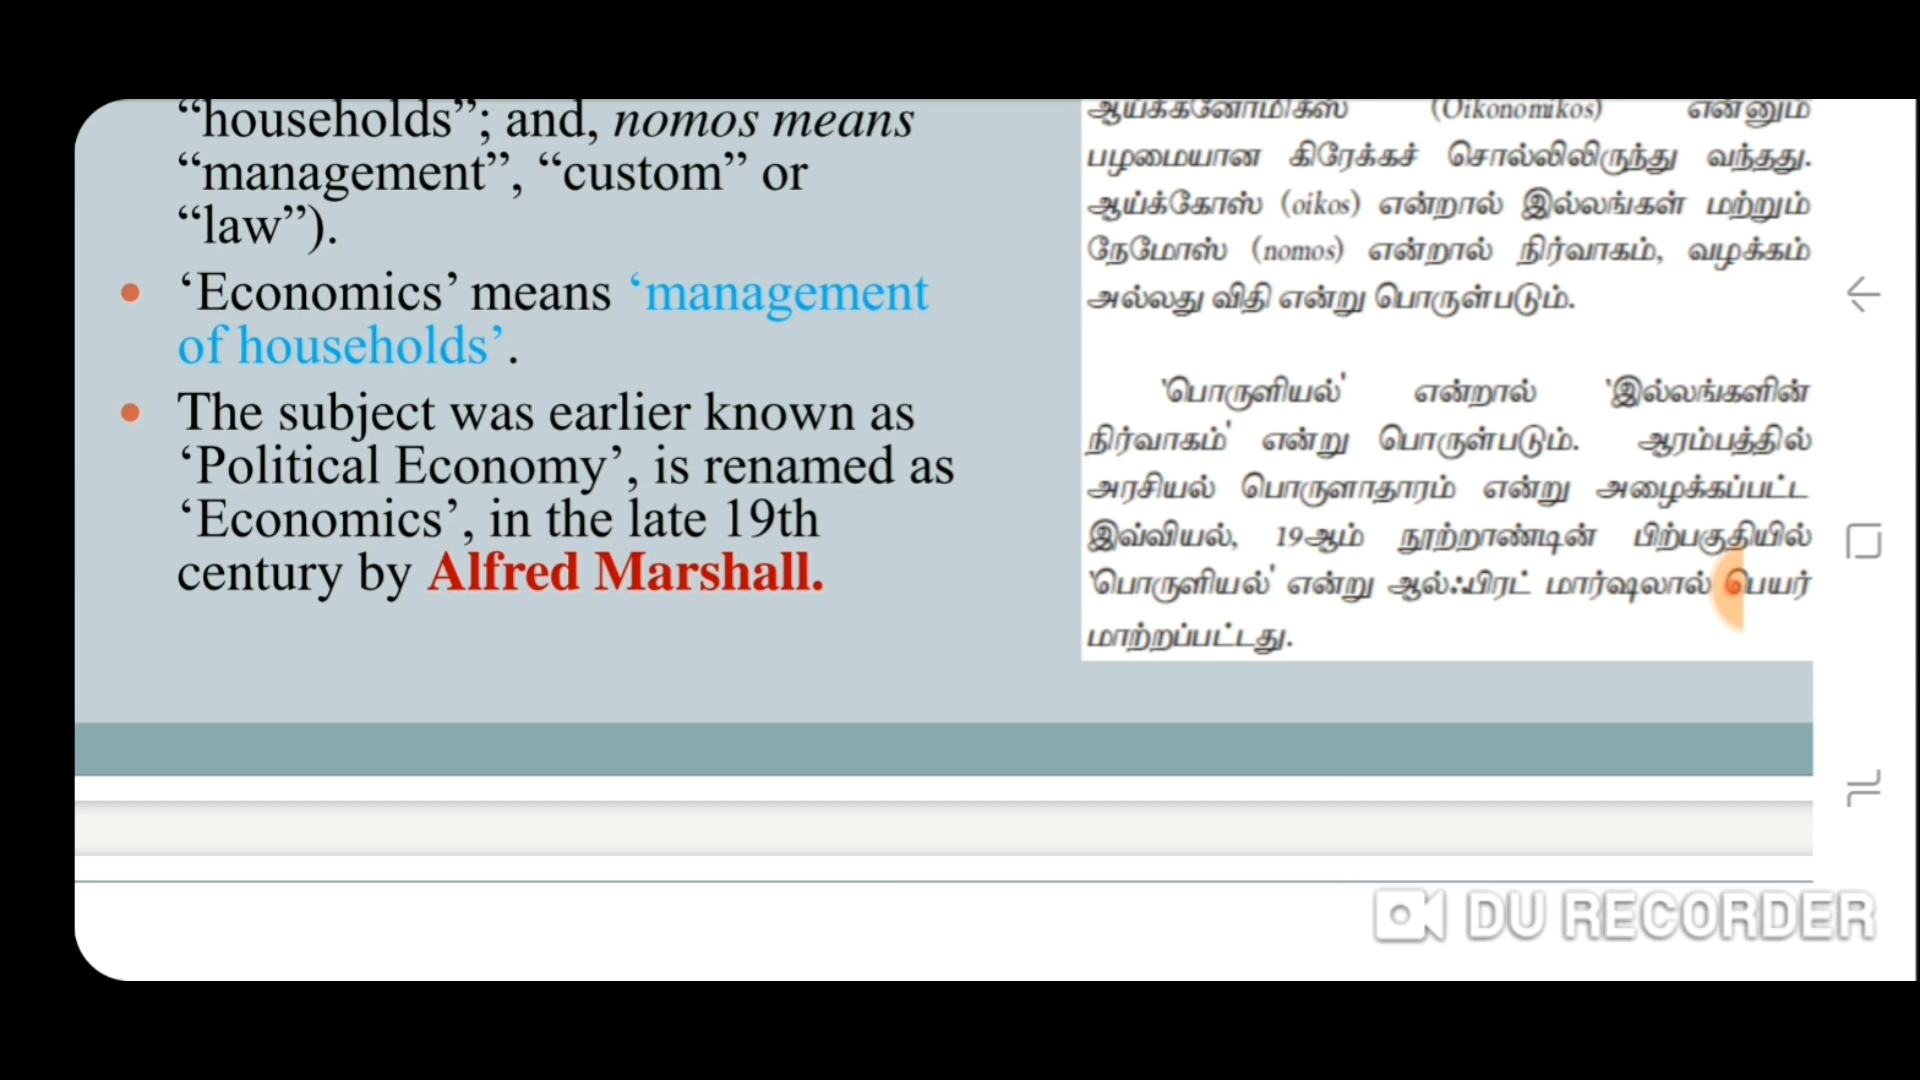 “households”; and, nomos means
“management”, “custom” or
“law”).
‘Economics’ means ‘management
of households’.
The subject was earlier known as
‘Political Economy’, is renamed as
‘Economics’, in the late 19th
century by Alfred Marshall.
ஆய்க்கனோமிக்ஸ் (Oikonomikos) என்னும்
பழமையான கிரேக்கச் சொல்லிலிருந்து வந்தது.
ஆய்க்கோஸ் (oikos) என்றால் இல்லங்கள் மற்றும்
நேமோஸ் (nomos) என்றால் நிர்வாகம், வழக்கம்
அல்லது விதி என்று பொருள்படும்.
'பொருளியல்' என்றால் 'இல்லங்களின்
நிர்வாகம்' என்று பொருள்படும். ஆரம்பத்தில்
அரசியல் பொருளாதாரம் என்று அழைக்கப்பட்ட
இவ்வியல், 19ஆம் நூற்றாண்டின் பிற்பகுதியில்
'பொருளியல்' என்று ஆல்ஃபிரட் மார்ஷலால் பெயர்
மாற்றப்பட்டது.
DU RECORDER